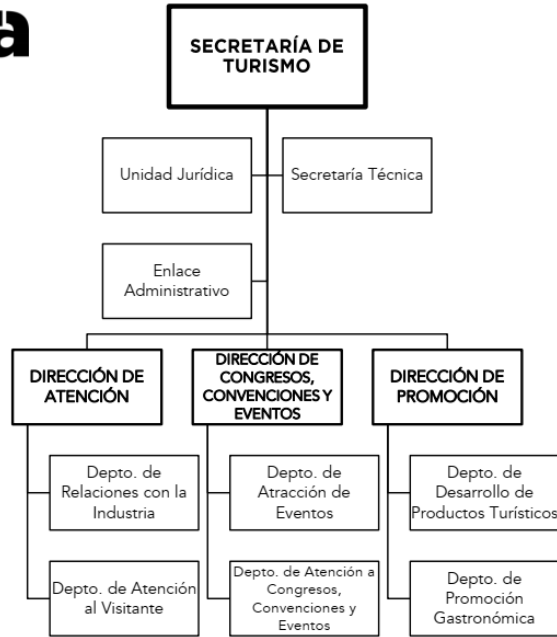 a
SECRETARÍA DE
TURISMO
Unidad Jurídica
Secretaría Técnica
Enlace
Administrativo
DIRECCIÓN DE
ATENCIÓN
DIRECCIÓN DE
CONGRESOS,
CONVENCIONES Y
EVENTOS
DIRECCIÓN DE
PROMOCIÓN
Depto. de
Relaciones con la
Industria
Depto. de
Atracción de
Eventos
Depto. de
Desarrollo de
Productos Turísticos
Depto. de Atención
al Visitante
Depto. de Atención a
Congresos,
Convenciones y
Eventos
Depto. de
Promoción
Gastronómica